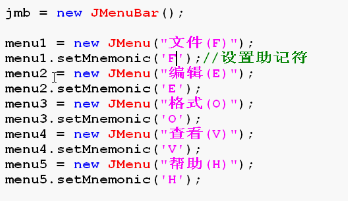 jmb = new JMenuBar();
menu1 = new JMenu("文件(F)");
menu1.setMnemonic('F');//设置助记符
menu2 = new JMenu("编辑(E)");
menu2.setMnemonic('E');
menu3 = new JMenu("格式(O)");
menu3.setMnemonic('O');
menu4 = new JMenu("查看(V)");
menu4.setMnemonic('V');
menu5 = new JMenu("帮助(H)");
menu5.setMnemonic('H');